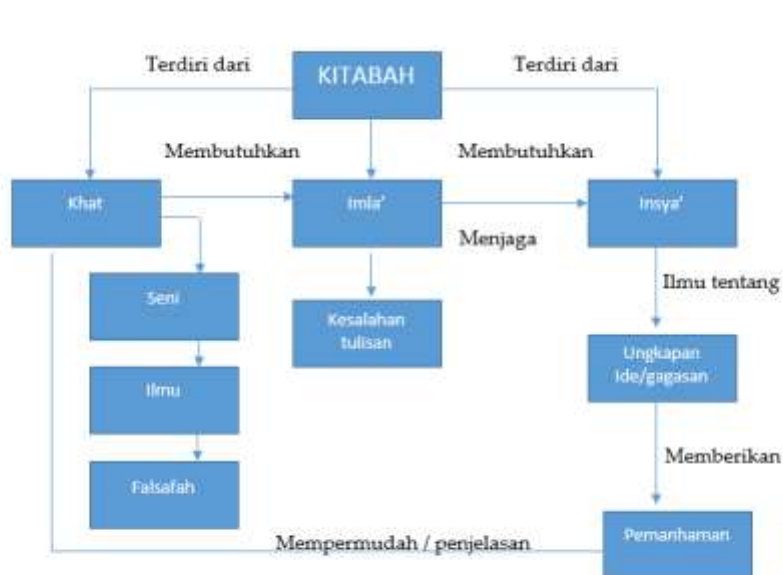 Terdiri dari
KITABAH
Terdiri dari
Membutuhkan
Membutuhkan
Khat
Imla'
Insya'
Menjaga
Seni
Ilmu tentang
Kesalahan
tulisan
Ungkapan
Ide/gagasan
Ilmu
Memberikan
Falsafah
Mempermudah / penjelasan
Pemanhaman